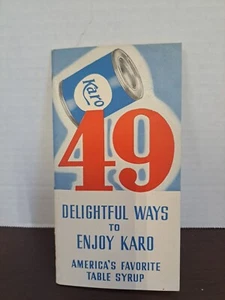 Karo
49
DELIGHTFUL WAYS
TO
ENJOY KARO
AMERICA'S FAVORITE
TABLE SYRUP